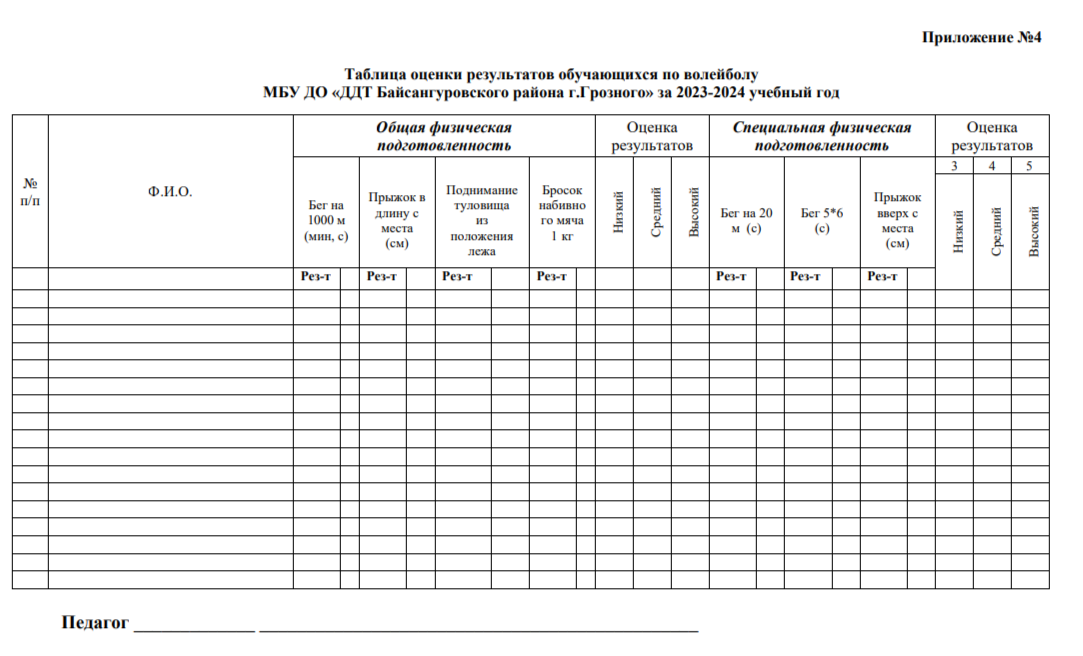 Приложение №4
Таблица оценки результатов обучающихся по волейболу
МБУ ДО «ДДТ Байсангуровского района г.Грозного» за 2023-2024 учебный год
№
п/п
Ф.И.О.
Общая физическая
подготовленность
Оценка
результатов
Специальная физическая
подготовленность
Оценка
результатов
3 4 5
Бег на
1000 м
(мин, с)
Прыжок в
длину с
места
(см)
Поднимание
туловища
из
положения
лежа
Бросок
набивно
го мяча
1 кг
Низкий
Средний
Высокий
Бег на 20
м (с)
Бег 5*6
(с)
Прыжок
вверх с
места
(см)
Низкий
Средний
Высокий
Рез-т Рез-т Рез-т Рез-т Рез-т Рез-т Рез-т
Педагог ______________ ___________________________________________________